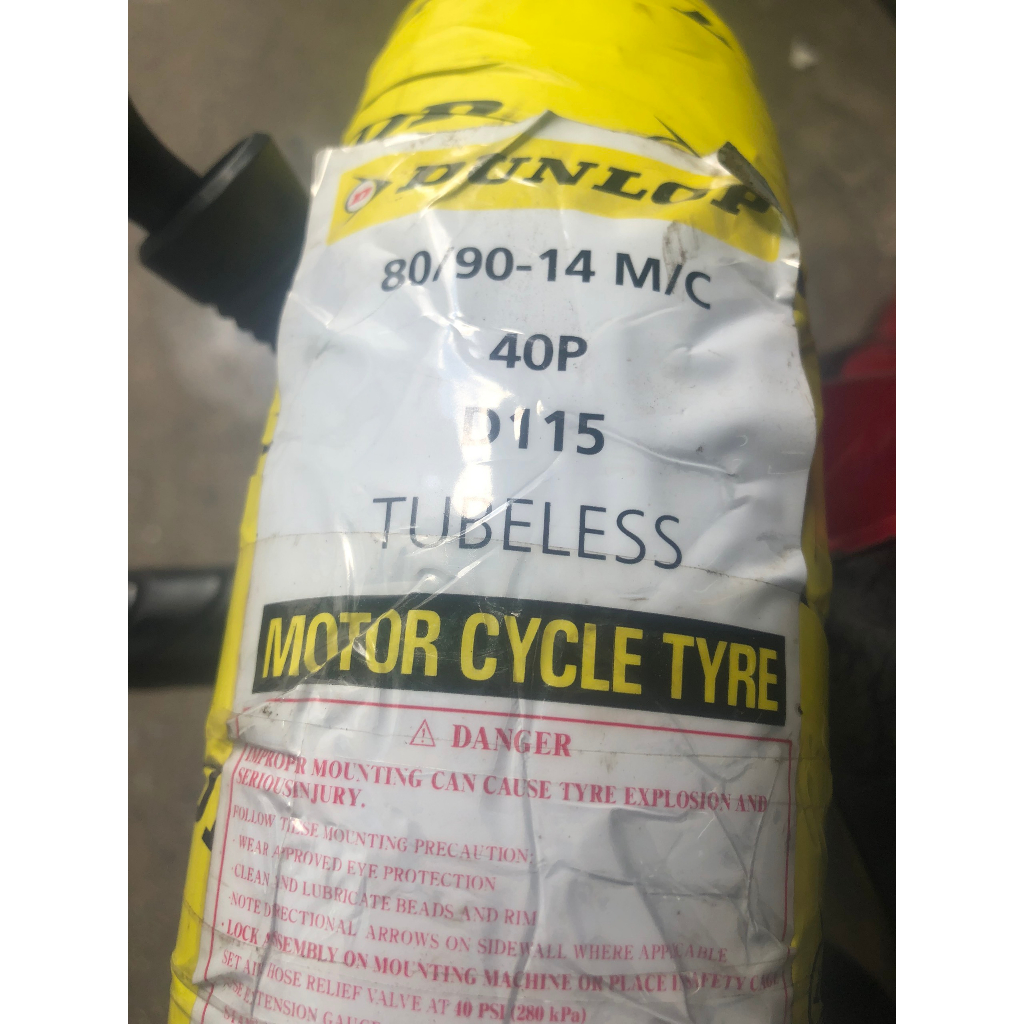 DUNLOP
80/90-14 M/C
40P
D115
TUBELESS
MOTOR CYCLE TYRE
DANGER
IMPROPR MOUNTING CAN CAUSE TYRE EXPLOSION AND
SERIOUSINJURY.
FOLLOW THESE MOUNTING PRECAUTION:
·WEAR APPROVED EYE PROTECTION
·CLEAN AND LUBRICATE BEADS AND RIM
·NOTE DIRECTIONAL ARROWS ON SIDEWALL WHERE
·LOCK ASSEMBLY ON MOUNTING MACHINE OR PLACE SAFETY
SET AIR HOSE RELIEF VALVE AT 40 PSI (280 kPa)
EXTENSION